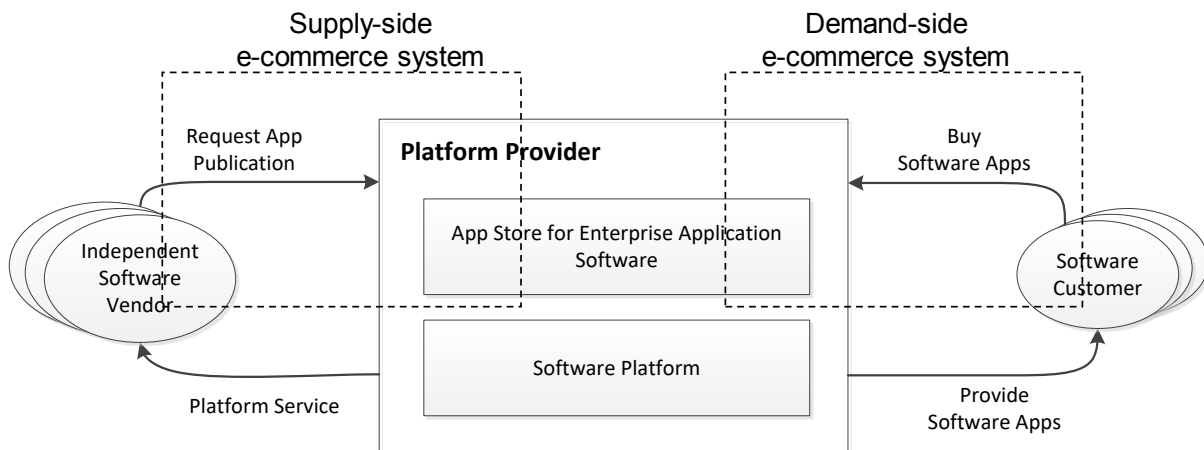 Supply-side
e-commerce system
Demand-side
e-commerce system
Request App
Publication
Platform Provider
Buy
Software Apps
App Store for Enterprise Application
Software
Independent
Software
Vendor
Software
Customer
Software Platform
Platform Service
Provide
Software Apps